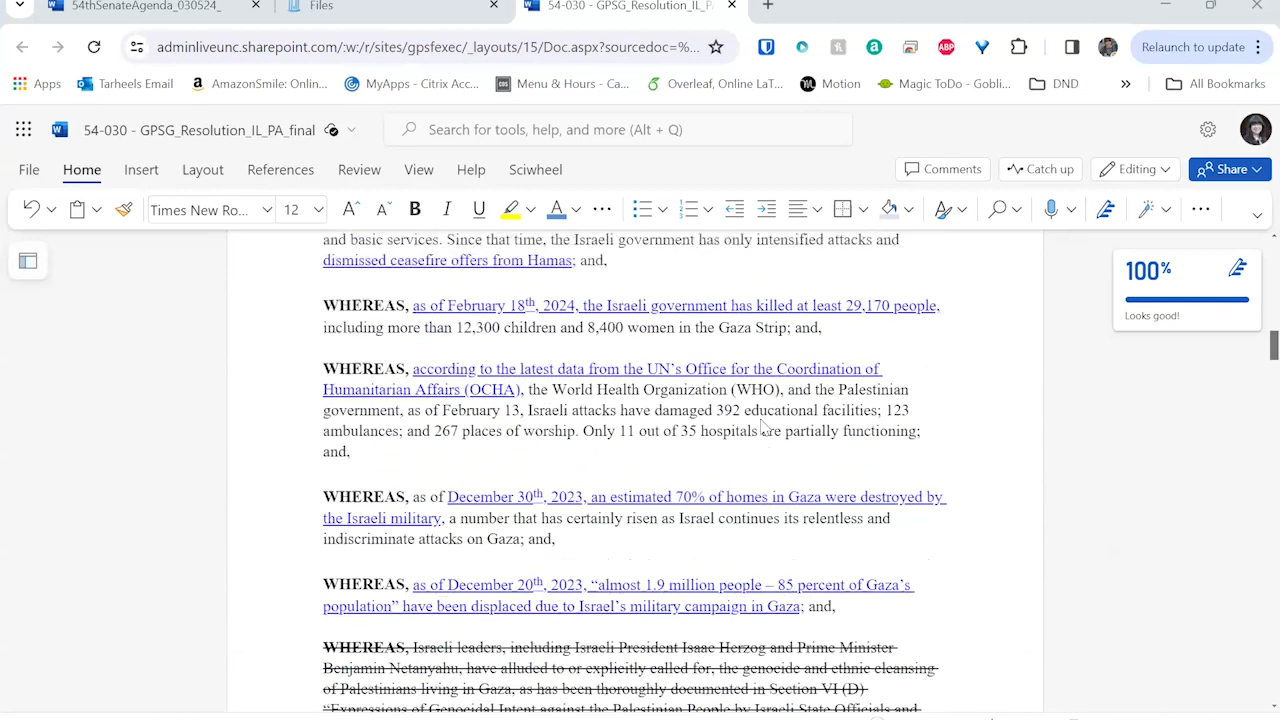 54thSenateAgenda_030524_
Files
54-030 - GPSG_Resolution_IL_P
adminliveunc.sharepoint.com/:w:/r/sites/gpsfexec/_layouts/15/Doc.aspx?sourcedoc=%...
Relaunch to update
Apps
Tarheels Email
AmazonSmile: Onlin...
MyApps - Citrix Acc...
Menu & Hours - Ca...
Overleaf, Online LaT...
Motion
Magic ToDo - Gobli...
DND
All Bookmarks
54-030 - GPSG_Resolution_IL_PA_final
Search for tools, help, and more (Alt + Q)
File Home Insert Layout References Review View Help Sciwheel
Comments Catch up Editing Share
Times New Ro... 12
and basic services. Since that time, the Israeli government has only intensified attacks and
dismissed ceasefire offers from Hamas; and,
WHEREAS, as of February 18th, 2024, the Israeli government has killed at least 29,170 people,
including more than 12,300 children and 8,400 women in the Gaza Strip; and,
WHEREAS, according to the latest data from the UN's Office for the Coordination of
Humanitarian Affairs (OCHA), the World Health Organization (WHO), and the Palestinian
government, as of February 13, Israeli attacks have damaged 392 educational facilities; 123
ambulances; and 267 places of worship. Only 11 out of 35 hospitals are partially functioning;
and,
WHEREAS, as of December 30th, 2023, an estimated 70% of homes in Gaza were destroyed by
the Israeli military, a number that has certainly risen as Israel continues its relentless and
indiscriminate attacks on Gaza; and,
WHEREAS, as of December 20th, 2023, “almost 1.9 million people – 85 percent of Gaza’s
population” have been displaced due to Israel’s military campaign in Gaza; and,
WHEREAS, Israeli leaders, including Israeli President Isaac Herzog and Prime Minister
Benjamin Netanyahu, have alluded to or explicitly called for, the genocide and ethnic cleansing
of Palestinians living in Gaza, as has been thoroughly documented in Section VI (D)
“Expressions of Genocidal Intent against the Palestinian People by Israeli State Officials and
100%
Looks good!